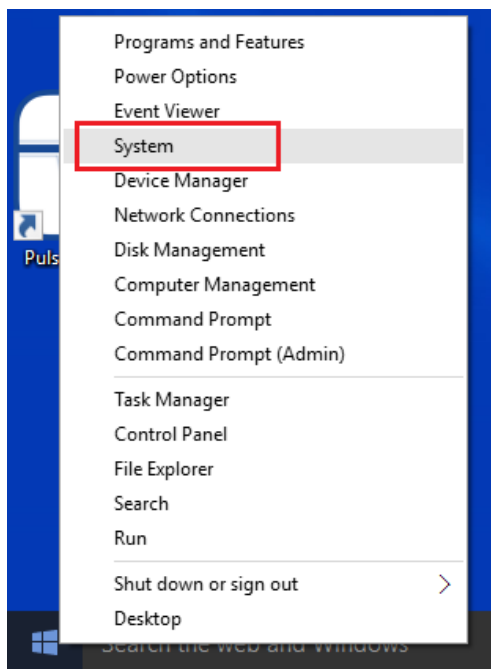 Programs and Features
Power Options
Event Viewer
System
Device Manager
Network Connections
Puls
Disk Management
Computer Management
Command Prompt
Command Prompt (Admin)
Task Manager
Control Panel
File Explorer
Search
Run
Shut down or sign out
Desktop
Search the web and Windows